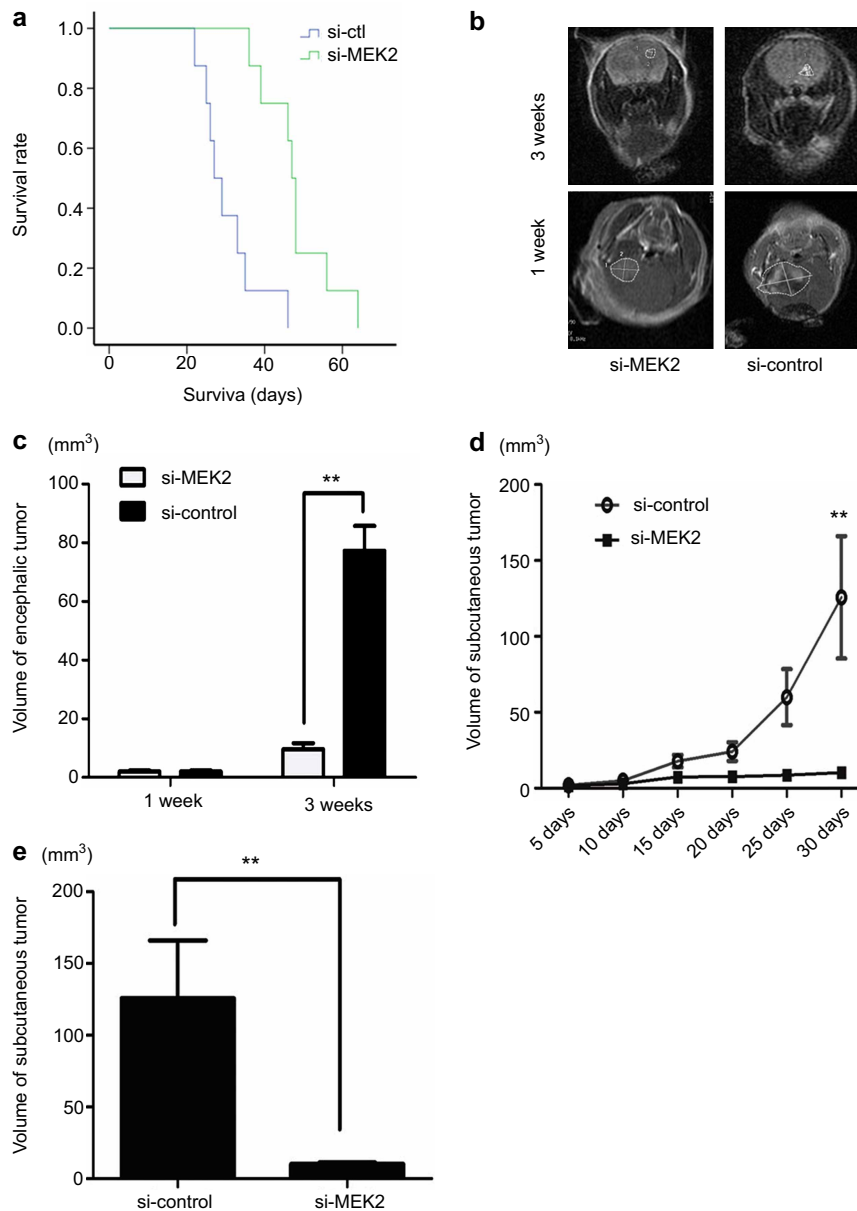 a
si-ctl
si-MEK2
1.0
0.8
0.6
0.4
0.2
0.0
Survival rate
0 20 40 60
Surviva (days)
b
3 weeks
1 week
si-MEK2 si-control
c (mm3)
si-MEK2
si-control
**
100
80
60
40
20
0
Volume of encephalic tumor
1 week 3 weeks
d (mm3)
si-control
si-MEK2
**
200
150
100
50
0
Volume of subcutaneous tumor
5 days 10 days 15 days 20 days 25 days 30 days
e (mm3)
**
200
150
100
50
0
Volume of subcutaneous tumor
si-control si-MEK2